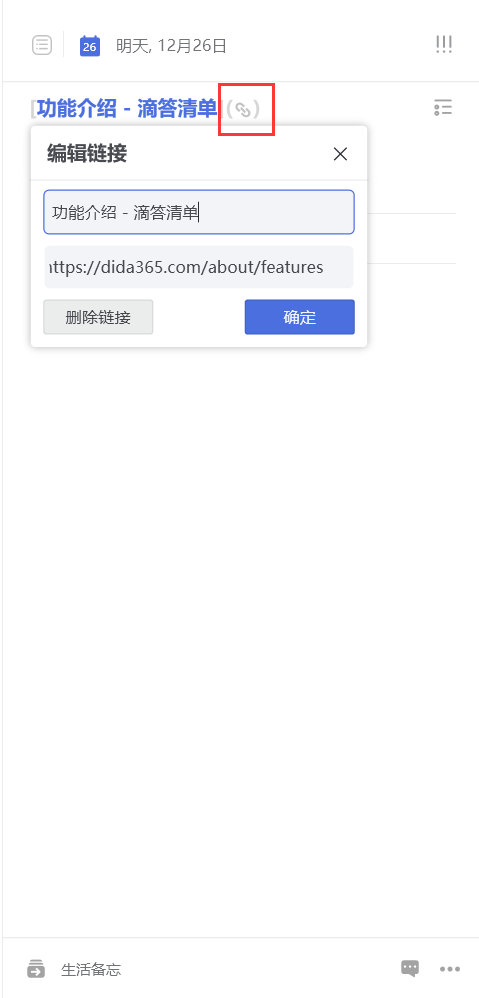 26 明天, 12月26日
[功能介绍 - 滴答清单]( )
编辑链接
功能介绍 - 滴答清单
ttps://dida365.com/about/features
删除链接 确定
生活备忘